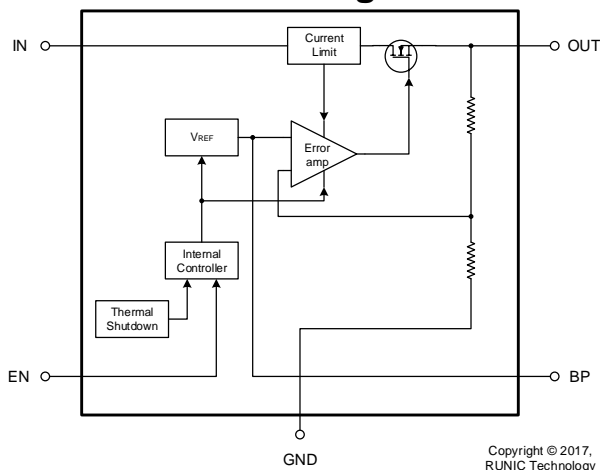 IN
Current
Limit
OUT
VREF
Error
amp
Internal
Controller
Thermal
Shutdown
EN
BP
GND
Copyright © 2017,
RUNIC Technology